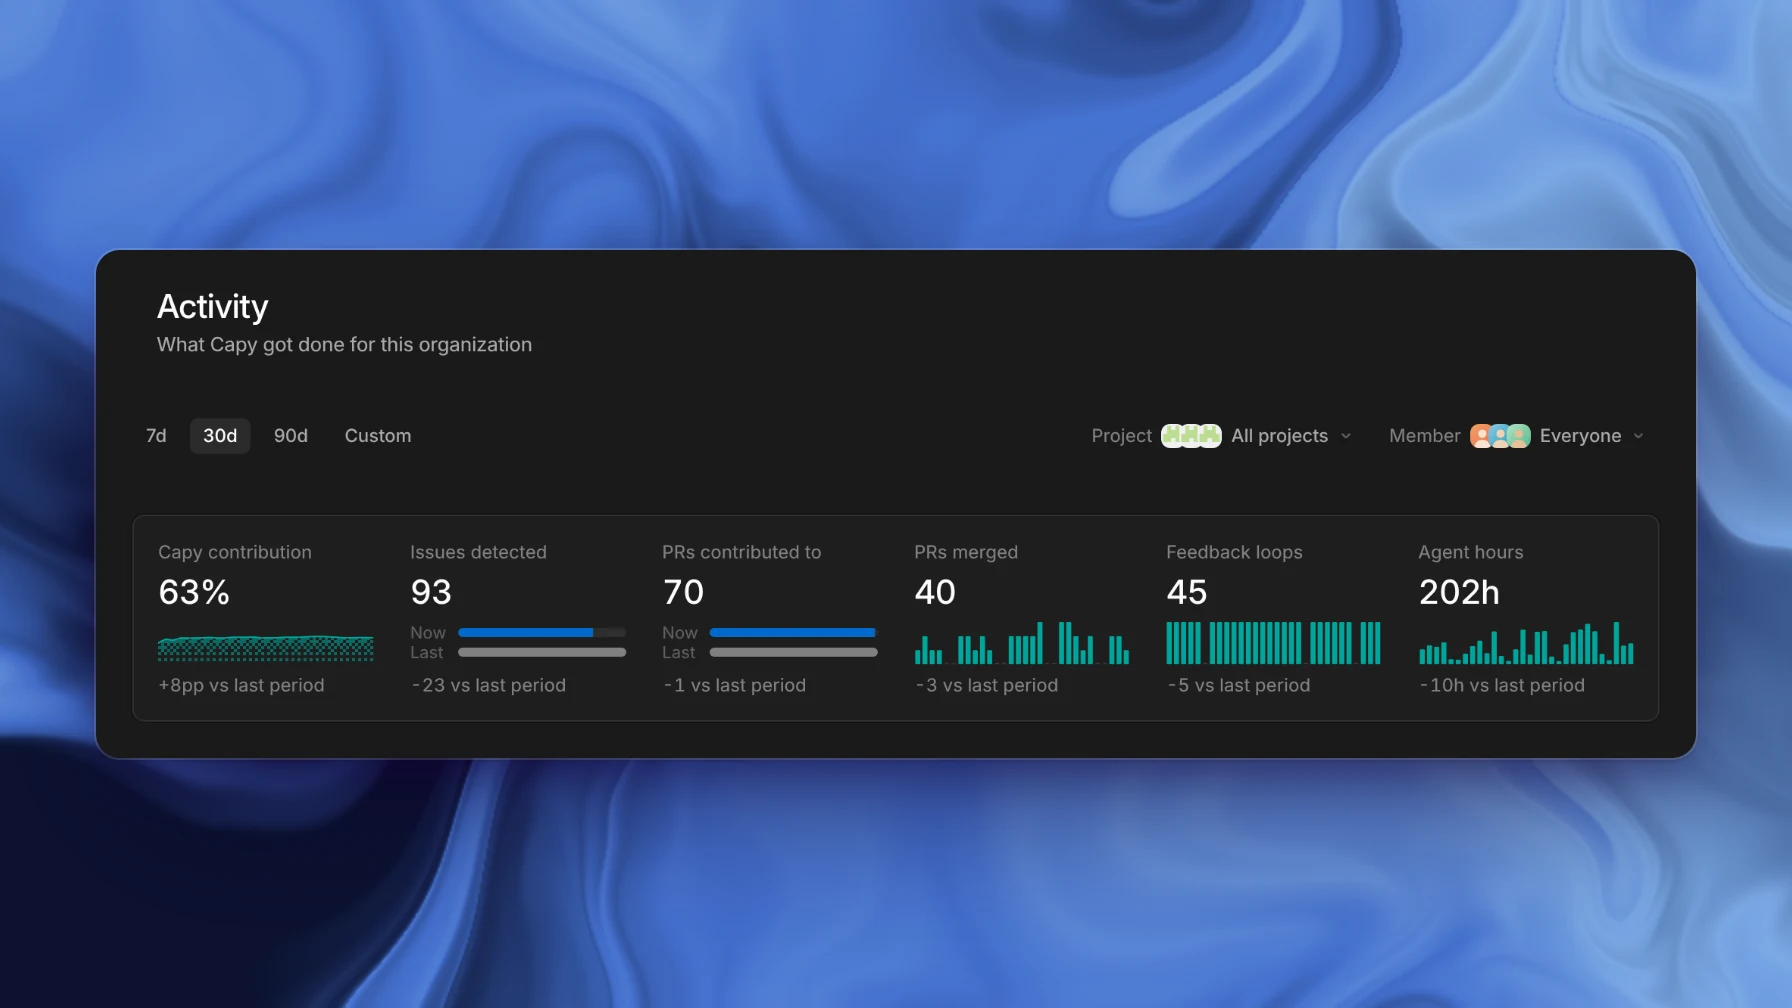 Activity
What Capy got done for this organization
7d 30d 90d Custom Project All projects Member Everyone
Capy contribution
63%
+8pp vs last period
Issues detected
93
Now
Last
-23 vs last period
PRs contributed to
70
Now
Last
-1 vs last period
PRs merged
40
-3 vs last period
Feedback loops
45
-5 vs last period
Agent hours
202h
-10h vs last period